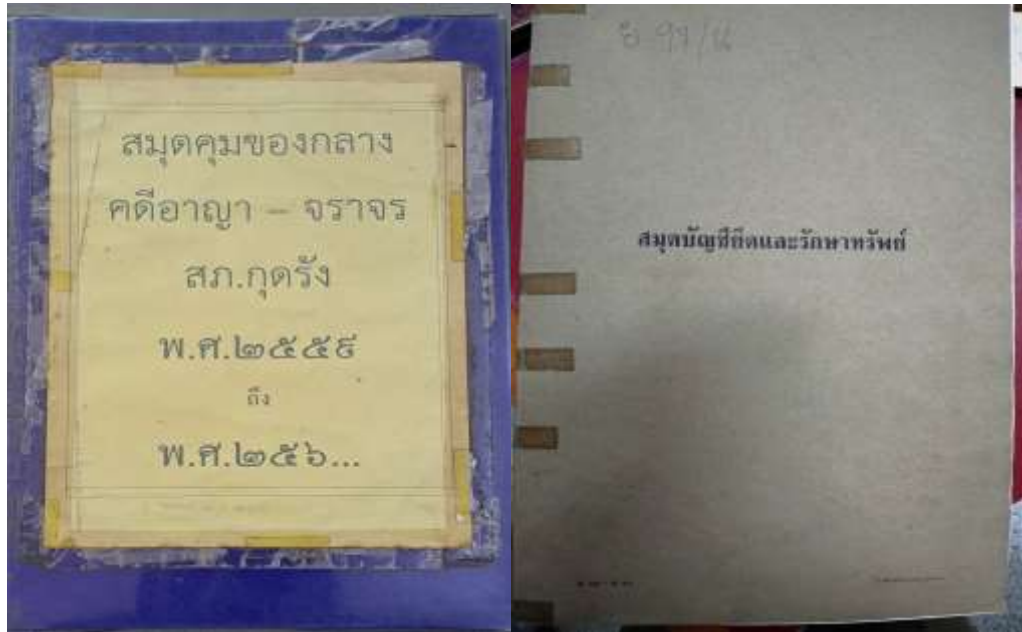 สมุดคุมของกลาง
คดีอาญา – จราจร
สภ.กุดรัง
พ.ศ.๒๕๕๙
ถึง
พ.ศ.๒๕๖...
สมุดบัญชียึดและรักษาทรัพย์